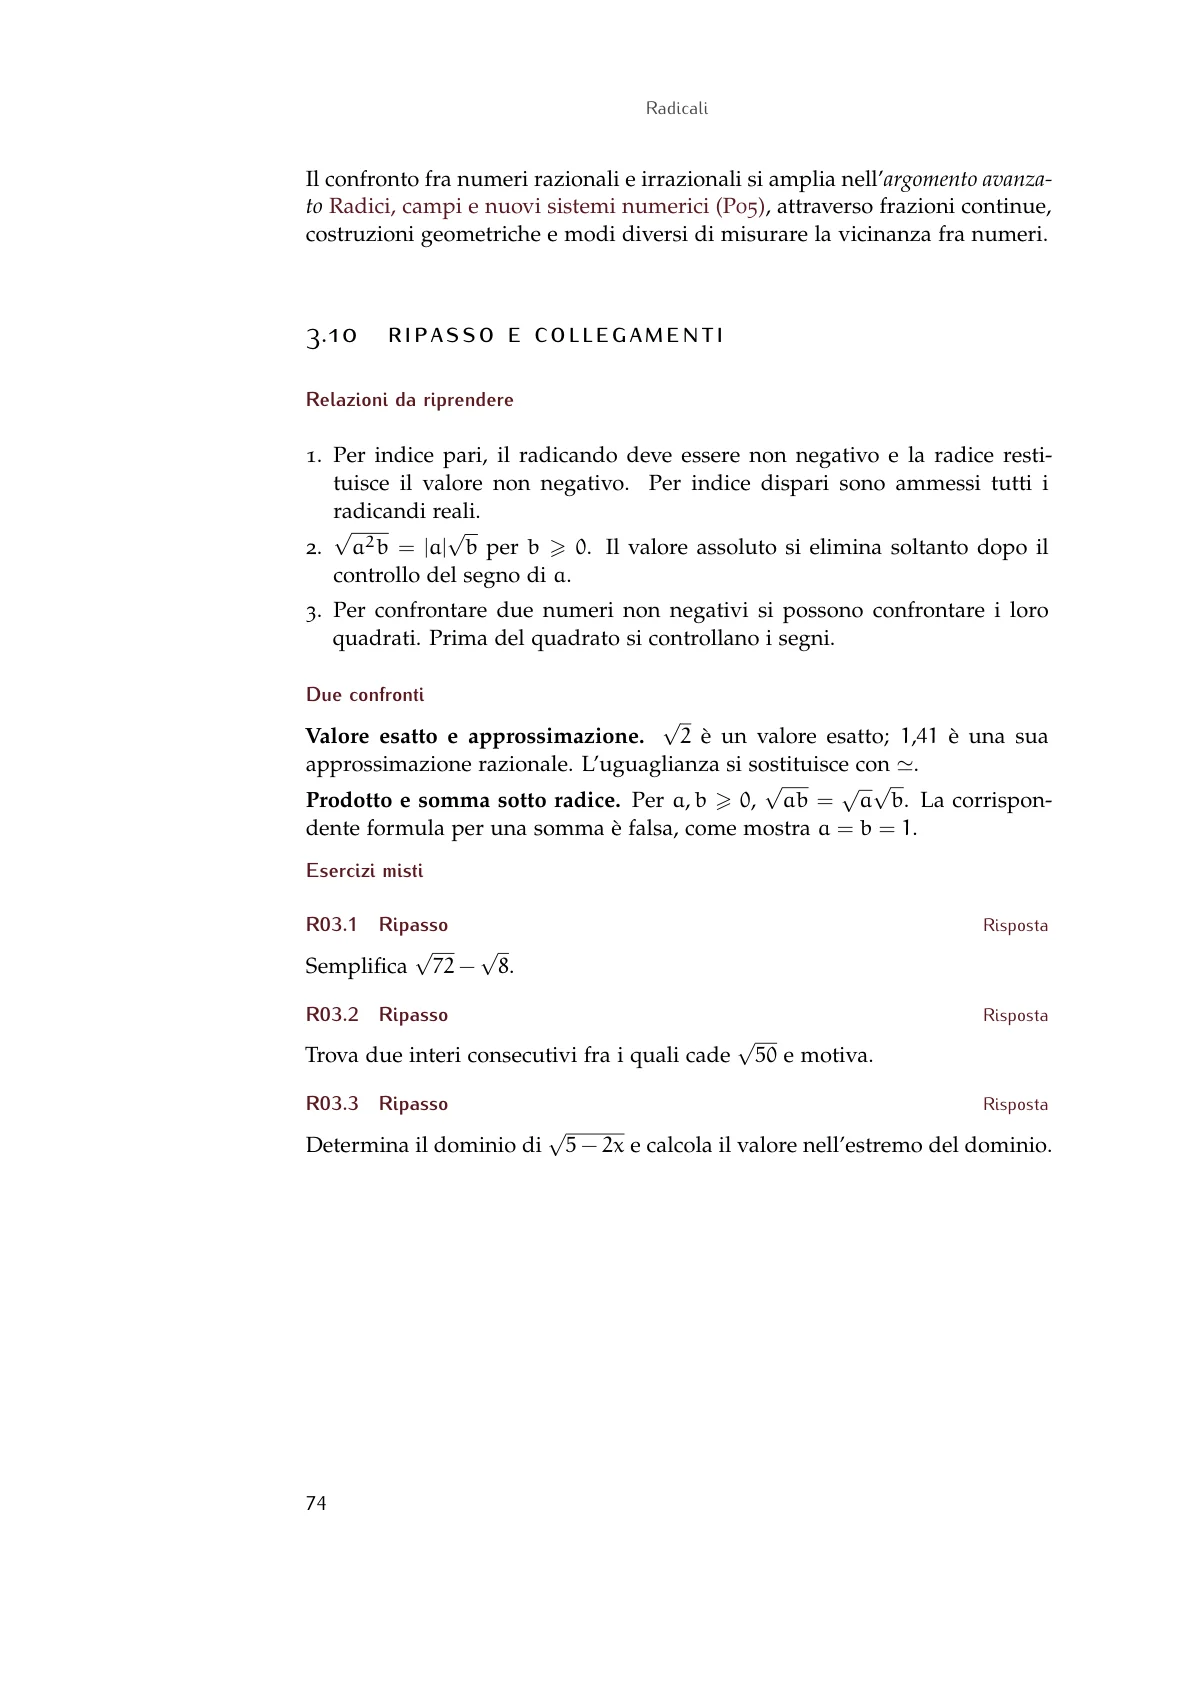 Radicali
Il confronto fra numeri razionali e irrazionali si amplia nell'argomento avanza-
to Radici, campi e nuovi sistemi numerici (P05), attraverso frazioni continue,
costruzioni geometriche e modi diversi di misurare la vicinanza fra numeri.
3.10 RIPASSO E COLLEGAMENTI
Relazioni da riprendere
1. Per indice pari, il radicando deve essere non negativo e la radice resti-
tuisce il valore non negativo. Per indice dispari sono ammessi tutti i
radicandi reali.
2. √(a²b) = |a|√b per b ⩾ 0. Il valore assoluto si elimina soltanto dopo il
controllo del segno di a.
3. Per confrontare due numeri non negativi si possono confrontare i loro
quadrati. Prima del quadrato si controllano i segni.
Due confronti
Valore esatto e approssimazione. √2 è un valore esatto; 1,41 è una sua
approssimazione razionale. L'uguaglianza si sostituisce con ≃.
Prodotto e somma sotto radice. Per a, b ⩾ 0, √(ab) = √a√b. La corrispon-
dente formula per una somma è falsa, come mostra a = b = 1.
Esercizi misti
R03.1 Ripasso Risposta
Semplifica √72 − √8.
R03.2 Ripasso Risposta
Trova due interi consecutivi fra i quali cade √50 e motiva.
R03.3 Ripasso Risposta
Determina il dominio di √(5 − 2x) e calcola il valore nell'estremo del dominio.
74